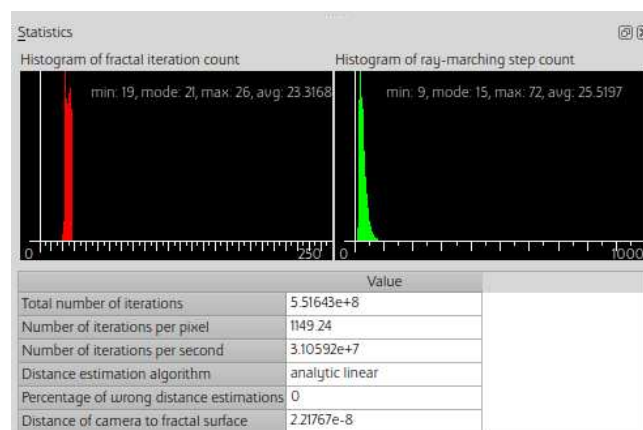 Statistics
Histogram of fractal iteration count
Histogram of ray-marching step count
min: 19, mode: 21, max: 26, avg: 23.3168
min: 9, mode: 15, max: 72, avg: 25.5197
0 250
0 1000
Value
Total number of iterations 5.51643e+8
Number of iterations per pixel 1149.24
Number of iterations per second 3.10592e+7
Distance estimation algorithm analytic linear
Percentage of wrong distance estimations 0
Distance of camera to fractal surface 2.21767e-8